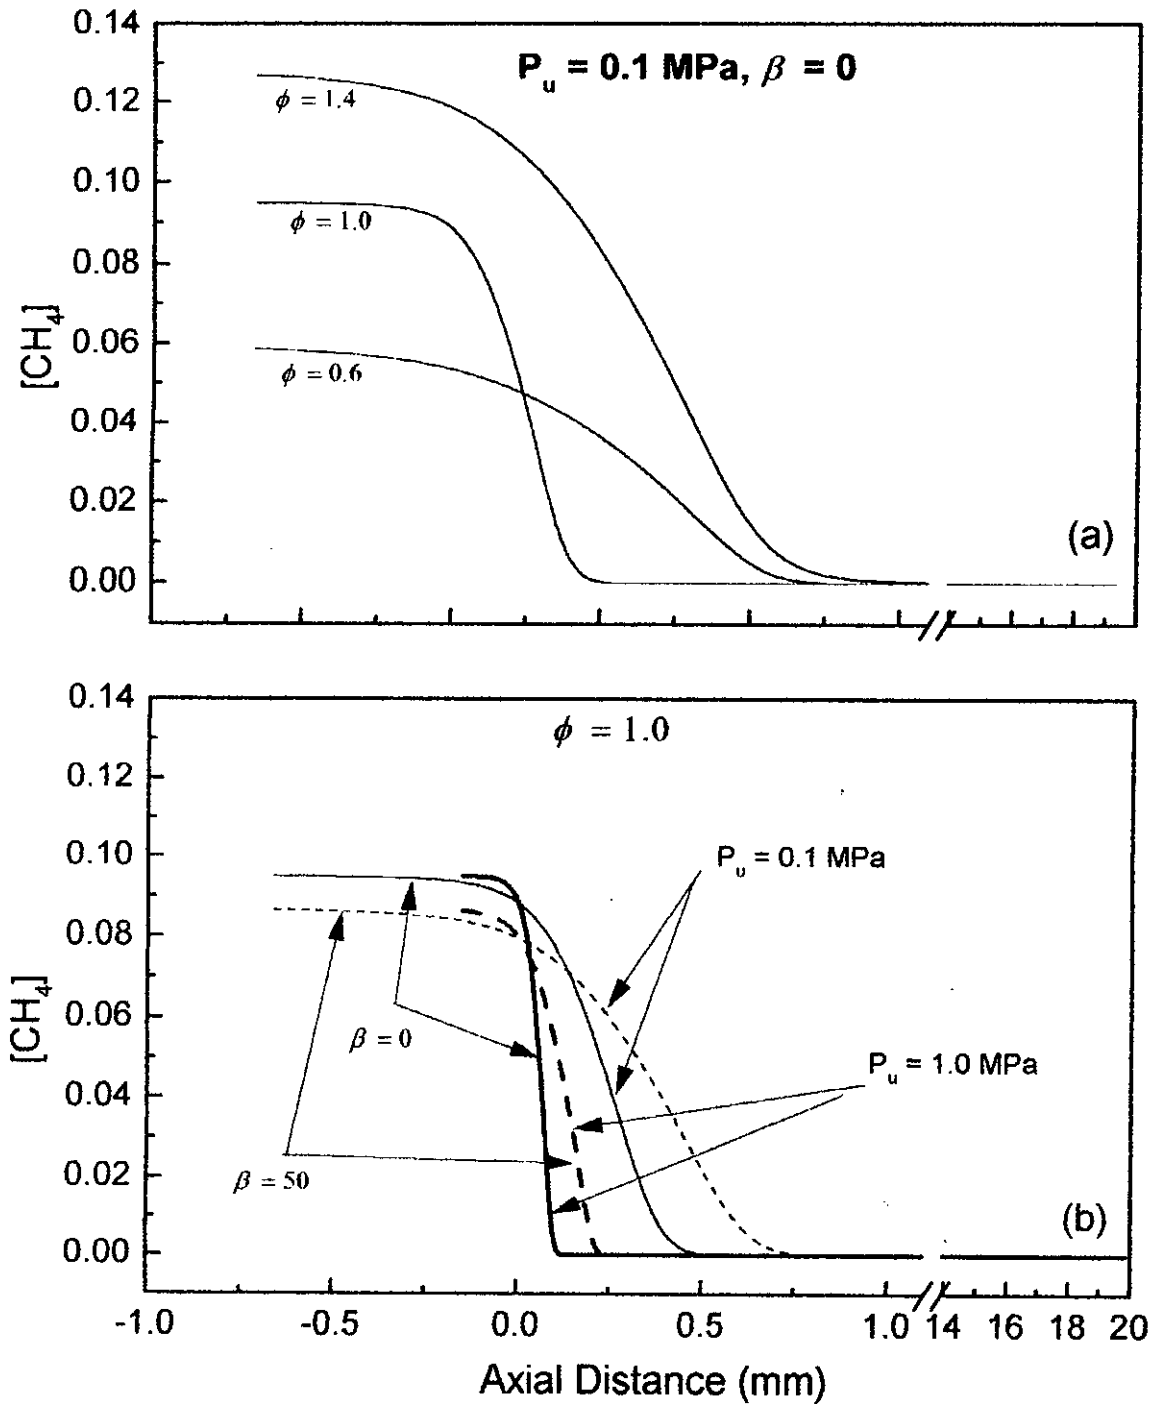 0.14
P_u = 0.1 MPa, β = 0
0.12
ϕ = 1.4
0.10
ϕ = 1.0
0.08
[CH₄]
0.06
ϕ = 0.6
0.04
0.02
(a)
0.00
0.14
ϕ = 1.0
0.12
0.10
P_u = 0.1 MPa
0.08
[CH₄]
0.06
β = 0
P_u = 1.0 MPa
0.04
0.02
β = 50
(b)
0.00
-1.0 -0.5 0.0 0.5 1.0 14 16 18 20
Axial Distance (mm)